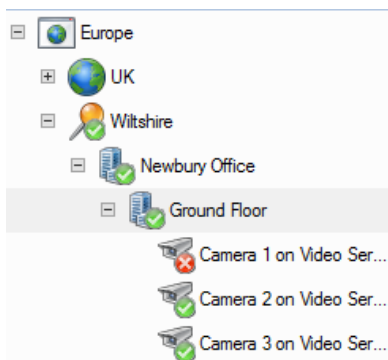 Europe
UK
Wiltshire
Newbury Office
Ground Floor
Camera 1 on Video Ser...
Camera 2 on Video Ser...
Camera 3 on Video Ser...